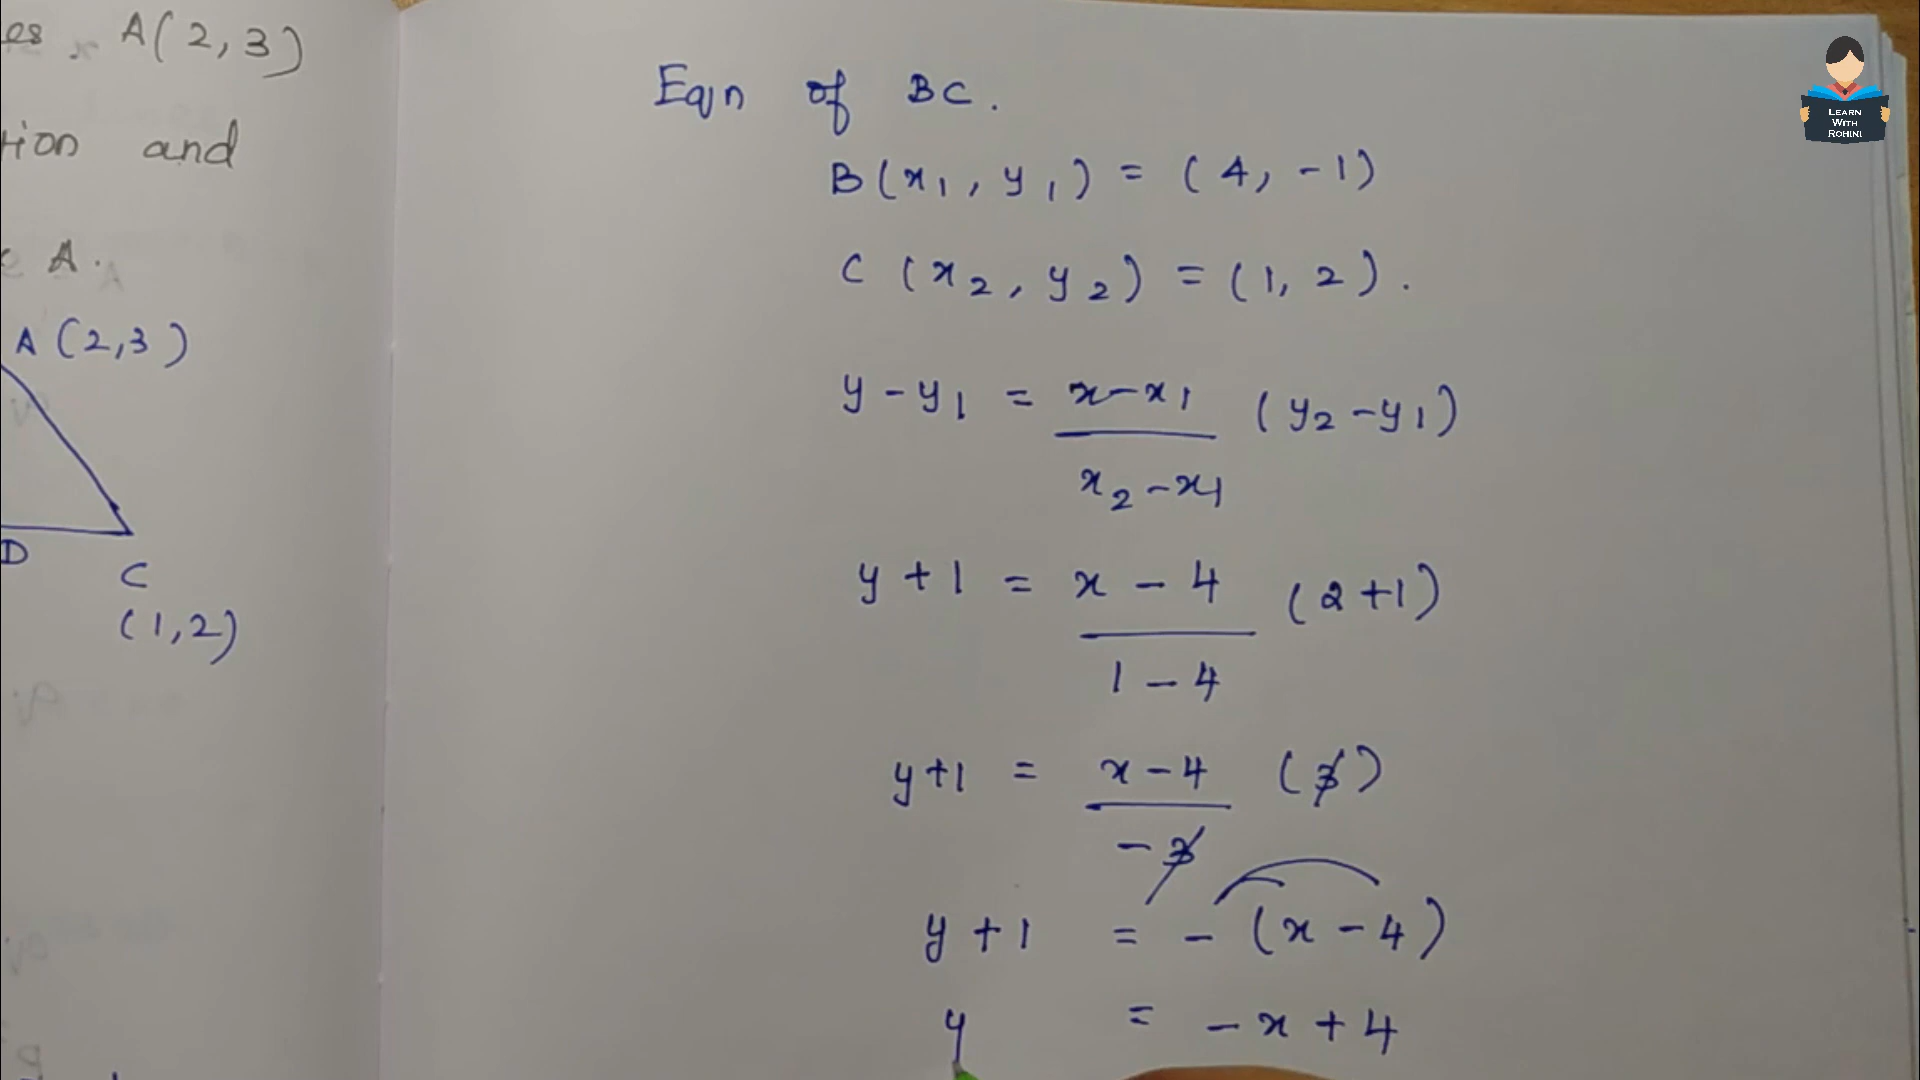 A(2,3)
and
A.
A (2,3)
D
C
(1,2)
Eqn of BC.
B(x1, y1) = (4, -1)
C (x2, y2) = (1, 2).
y - y1 = x - x1 (y2 - y1)
x2 - x1
y + 1 = x - 4 (2+1)
1 - 4
y+1 = x - 4 (3)
- 3
y + 1 = - (x - 4)
y = - x + 4
LEARN
WITH
ROHINI